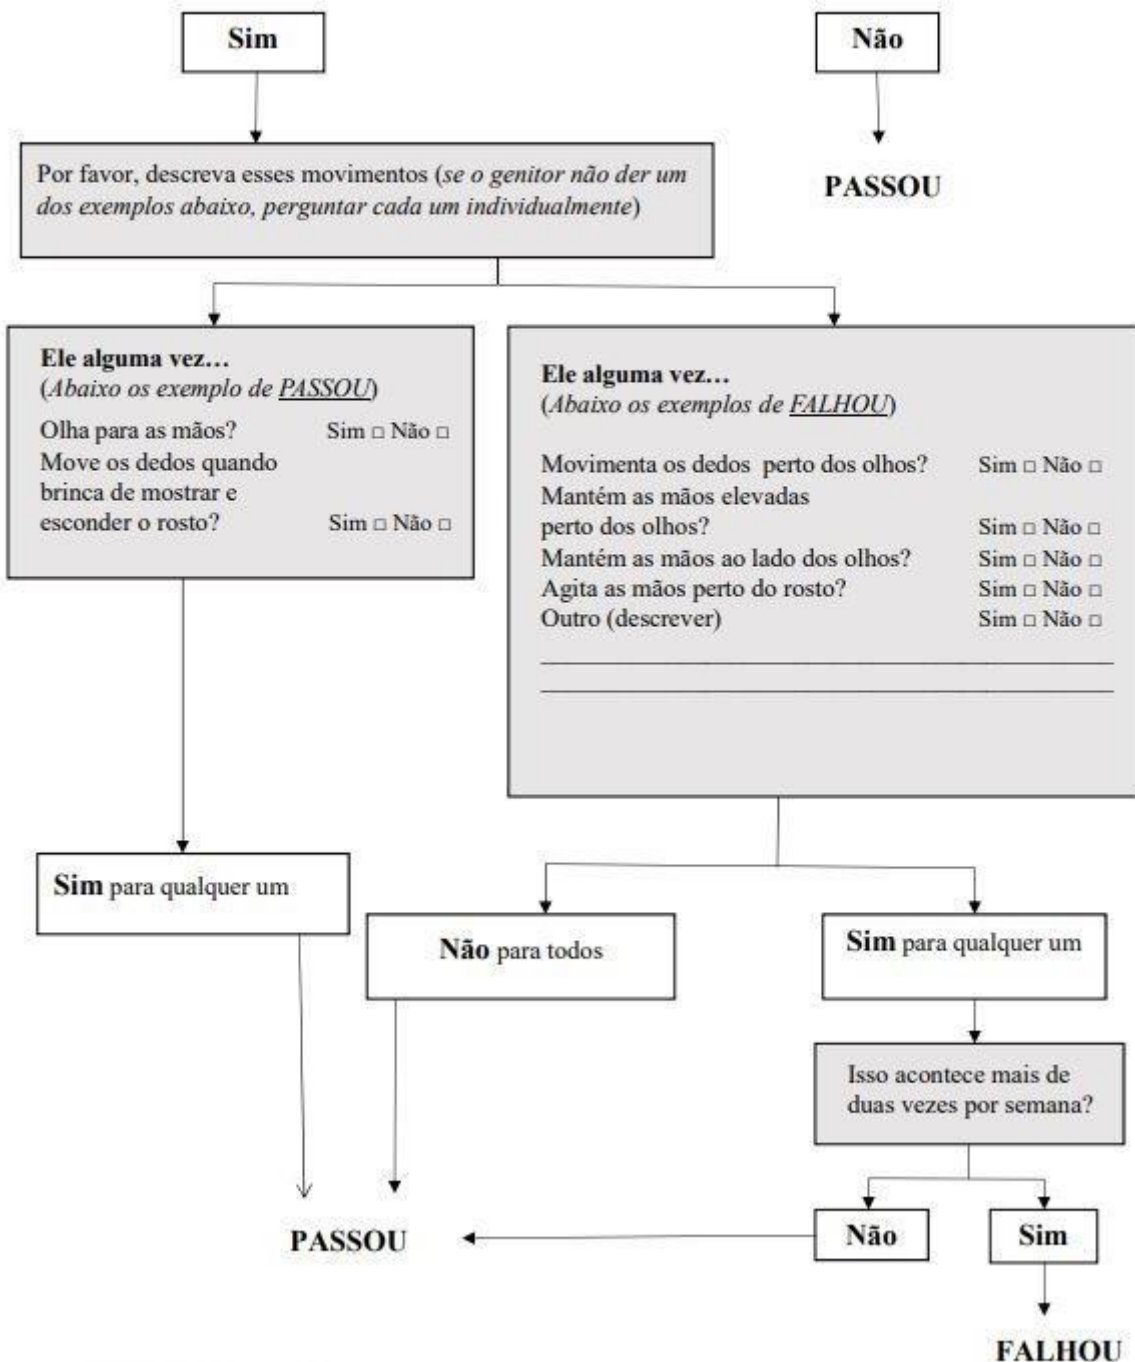 Sim
Não
Por favor, descreva esses movimentos (se o genitor não der um
dos exemplos abaixo, perguntar cada um individualmente)
PASSOU
Ele alguma vez…
(Abaixo os exemplo de PASSOU)
Olha para as mãos? Sim □ Não □
Move os dedos quando
brinca de mostrar e
esconder o rosto? Sim □ Não □
Ele alguma vez…
(Abaixo os exemplos de FALHOU)
Movimenta os dedos perto dos olhos? Sim □ Não □
Mantém as mãos elevadas
perto dos olhos? Sim □ Não □
Mantém as mãos ao lado dos olhos? Sim □ Não □
Agita as mãos perto do rosto? Sim □ Não □
Outro (descrever) Sim □ Não □
Sim para qualquer um
Não para todos
Sim para qualquer um
Isso acontece mais de
duas vezes por semana?
Não
Sim
PASSOU
FALHOU